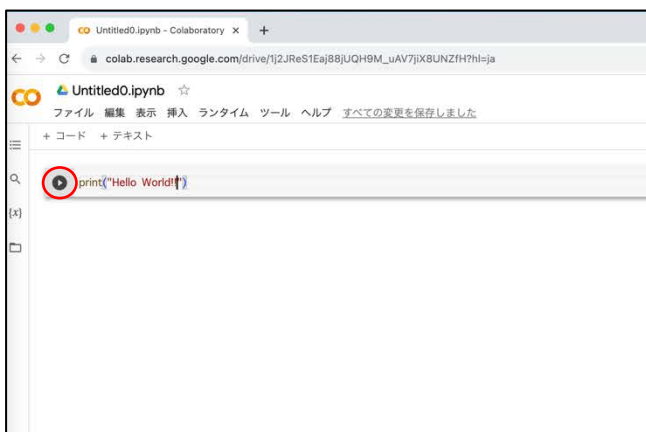 Untitled0.ipynb - Colaboratory
colab.research.google.com/drive/1j2JReS1Eaj88jUQH9M_uAV7jiX8UNZfH?hl=ja
Untitled0.ipynb
ファイル 編集 表示 挿入 ランタイム ツール ヘルプ すべての変更を保存しました
+ コード + テキスト
print("Hello World!!")
{x}